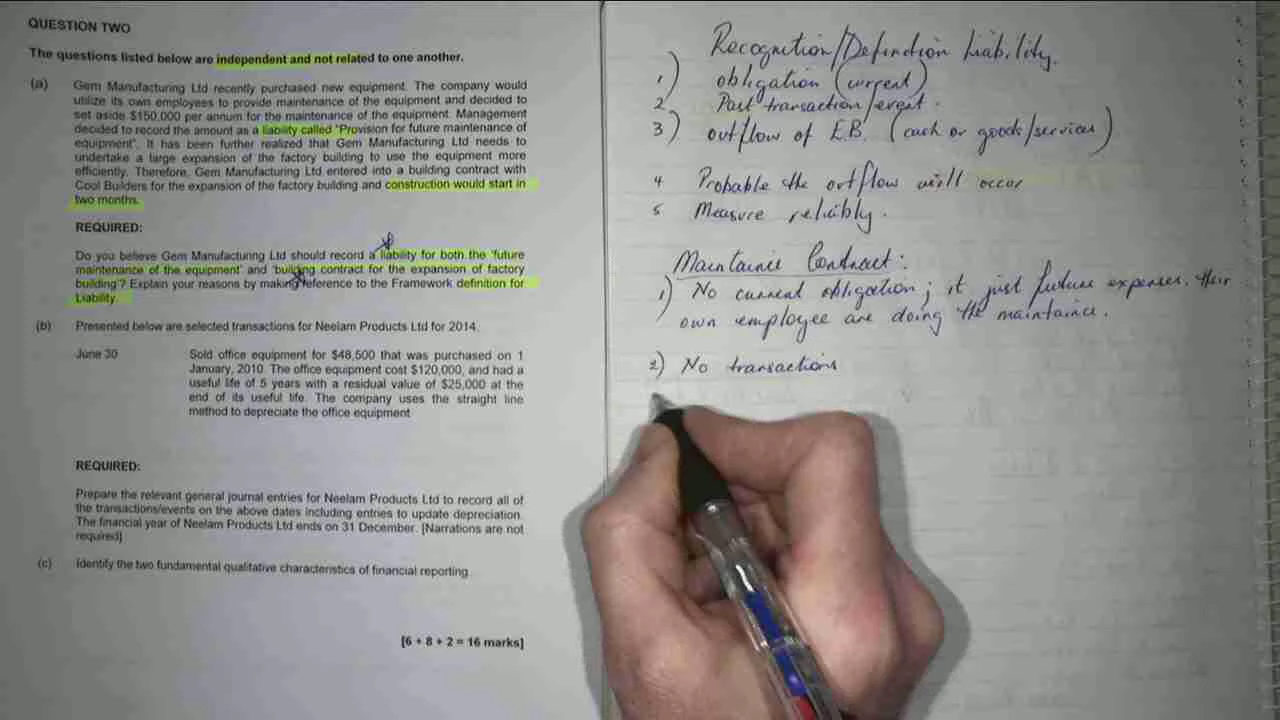 QUESTION TWO
The questions listed below are independent and not related to one another.
(a) Gem Manufacturing Ltd recently purchased new equipment. The company would
utilize its own employees to provide maintenance of the equipment and decided to
set aside $150,000 per annum for the maintenance of the equipment. Management
decided to record the amount as a liability called "Provision for future maintenance of
equipment". It has been further realized that Gem Manufacturing Ltd needs to
undertake a large expansion of the factory building to use the equipment more
efficiently. Therefore, Gem Manufacturing Ltd entered into a building contract with
Cool Builders for the expansion of the factory building and construction would start in
two months.
REQUIRED:
Do you believe Gem Manufacturing Ltd should record a liability for both the 'future
maintenance of the equipment' and 'building contract for the expansion of factory
building'? Explain your reasons by making reference to the Framework definition for
Liability.
(b) Presented below are selected transactions for Neelam Products Ltd for 2014.
June 30 Sold office equipment for $48,500 that was purchased on 1
January, 2010. The office equipment cost $120,000, and had a
useful life of 5 years with a residual value of $25,000 at the
end of its useful life. The company uses the straight line
method to depreciate the office equipment
REQUIRED:
Prepare the relevant general journal entries for Neelam Products Ltd to record all of
the transactions/events on the above dates including entries to update depreciation.
The financial year of Neelam Products Ltd ends on 31 December. [Narrations are not
required]
(c) Identify the two fundamental qualitative characteristics of financial reporting
[6 + 8 + 2 = 16 marks]
Recognition/Definition Liability.
1) obligation (urgent)
2 Past transaction/event.
3) outflow of E.B. (cash or goods/services)
4 Probable the outflow will occur
5 Measure reliably.
Maintaince Contract:
1) No current obligation; it just future expenses. their
own employee are doing the maintaince.
2) No transactions